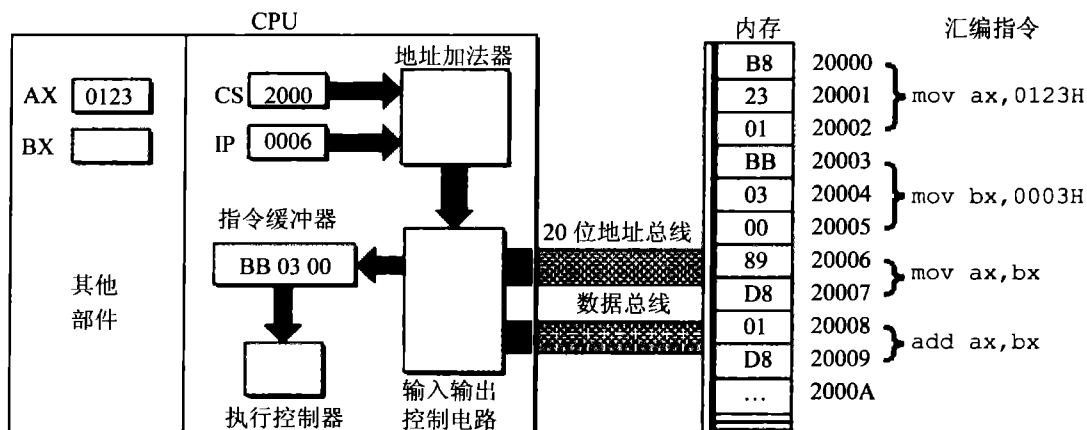 CPU
AX 0123
BX
其他
部件
CS 2000
IP 0006
地址加法器
指令缓冲器
BB 03 00
执行控制器
输入输出
控制电路
20 位地址总线
数据总线
内存
汇编指令
B8 20000
23 20001
01 20002
mov ax,0123H
BB 20003
03 20004
00 20005
mov bx,0003H
89 20006
D8 20007
mov ax,bx
01 20008
D8 20009
add ax,bx
… 2000A